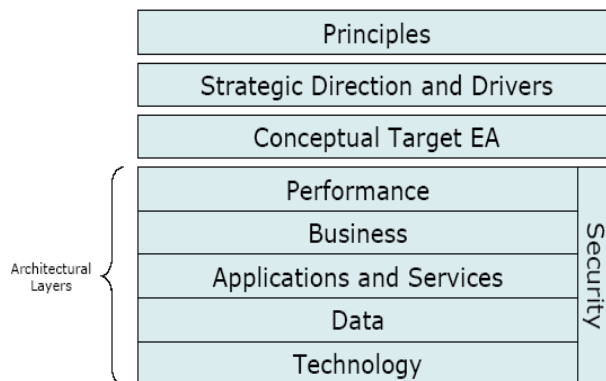 Principles
Strategic Direction and Drivers
Conceptual Target EA
Performance
Business
Applications and Services
Data
Technology
Security
Architectural
Layers